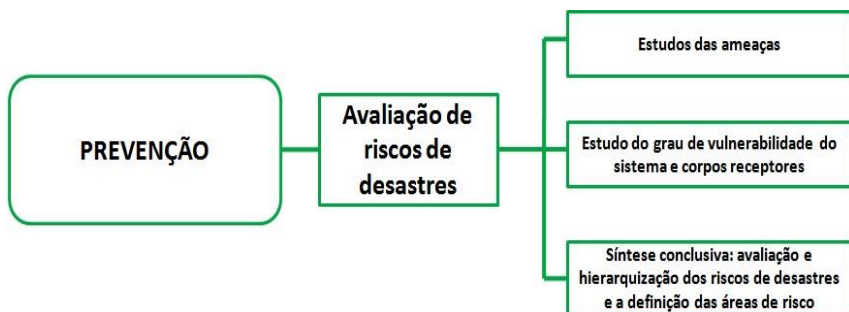 PREVENÇÃO
Avaliação de
riscos de
desastres
Estudos das ameaças
Estudo do grau de vulnerabilidade do
sistema e corpos receptores
Síntese conclusiva: avaliação e
hierarquização dos riscos de desastres
e a definição das áreas de risco